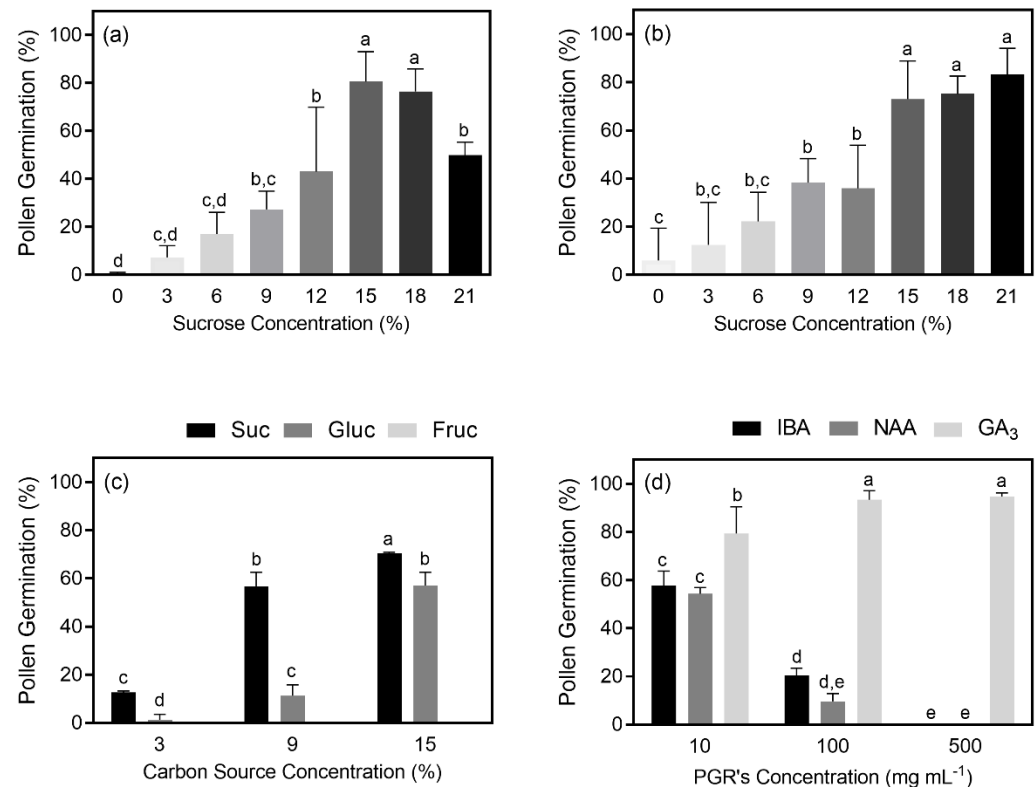 (a)
Pollen Germination (%)
100
80
60
40
20
0
d
c,d
c,d
b,c
b
a
a
b
0 3 6 9 12 15 18 21
Sucrose Concentration (%)
(b)
Pollen Germination (%)
100
80
60
40
20
0
c
b,c
b,c
b
b
a
a
a
0 3 6 9 12 15 18 21
Sucrose Concentration (%)
Suc Gluc Fruc
(c)
Pollen Germination (%)
100
80
60
40
20
0
c
d
b
c
a
b
3 9 15
Carbon Source Concentration (%)
IBA NAA GA₃
(d)
Pollen Germination (%)
100
80
60
40
20
0
c
c
b
d
d,e
a
e
e
a
10 100 500
PGR's Concentration (mg mL⁻¹)